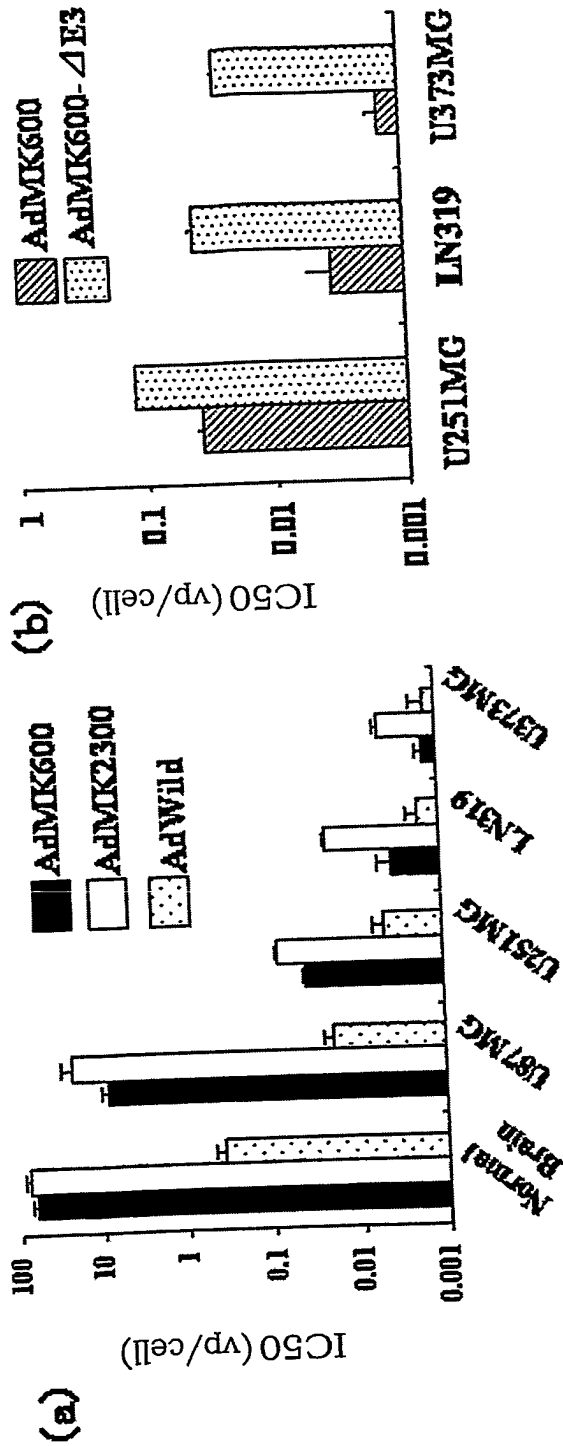 (a)
IC50 (vp/cell)
100
10
1
0.1
0.01
0.001
AdMK600
AdMK2300
AdWild
Normal
Brain
U87MG
U251MG
LN319
U373MG
(b)
IC50 (vp/cell)
1
0.1
0.01
0.001
AdMK600
AdMK600-⊿E3
U251MG
LN319
U373MG